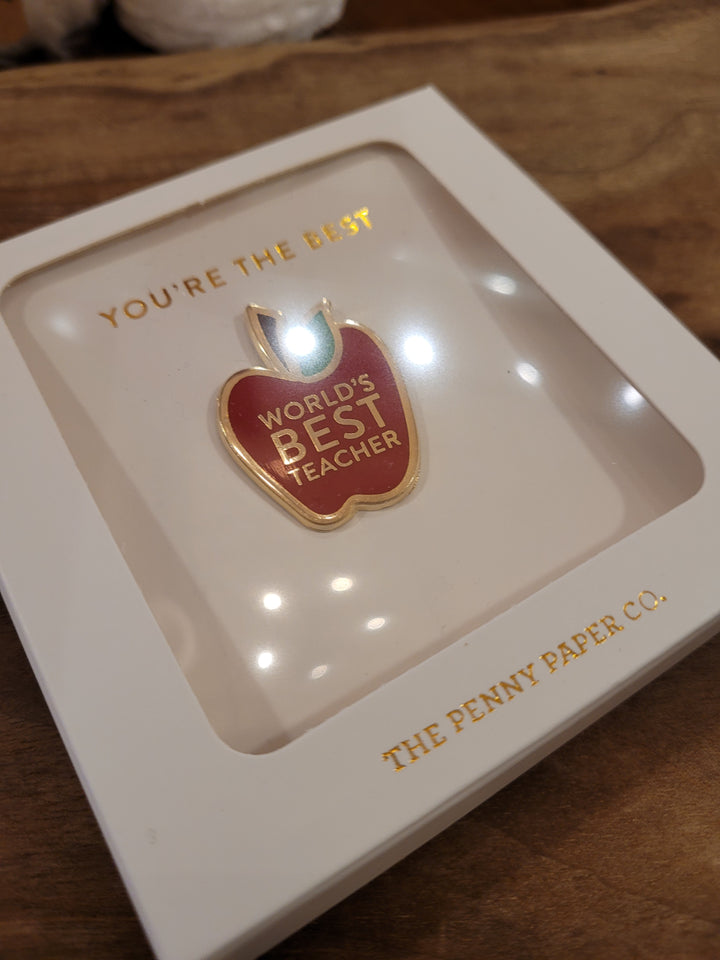 YOU'RE THE BEST
WORLD'S
BEST
TEACHER
THE PENNY PAPER CO.